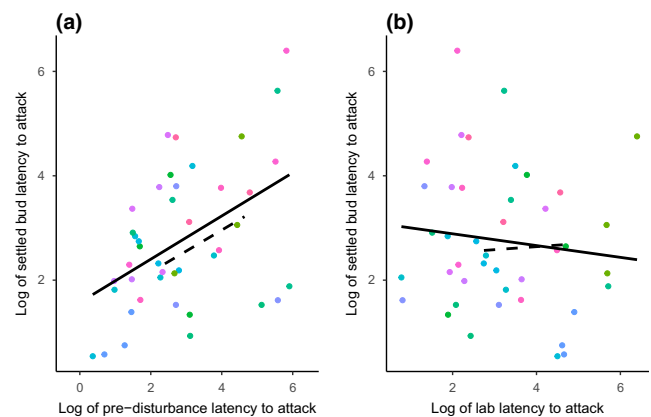 (a)
(b)
Log of settled bud latency to attack
6
4
2
0
2
4
6
Log of pre−disturbance latency to attack
Log of settled bud latency to attack
6
4
2
2
4
6
Log of lab latency to attack